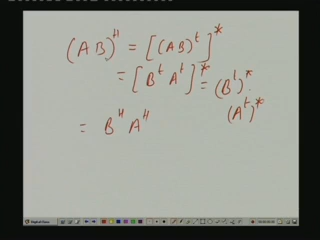 (AB)^H = [(AB)^t]^*
= [B^t A^t]^* = (B^t)^*
(A^t)^*
= B^H A^H